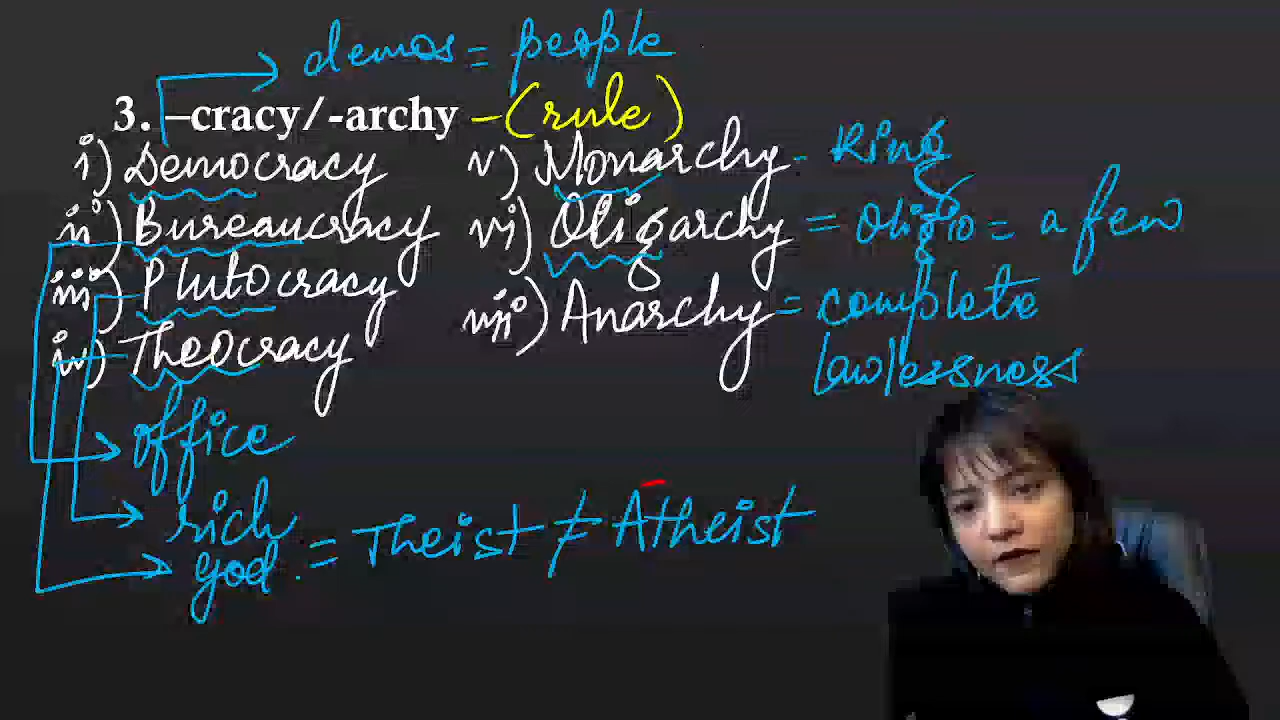 demos = people
3. –cracy/-archy – (rule)
i) Democracy
ii) Bureaucracy
iii) Plutocracy
iv) Theocracy
v) Monarchy - King
vi) Oligarchy = Oligio = a few
vii) Anarchy = complete
lawlessness
office
rich
god. = Theist ≠ Atheist